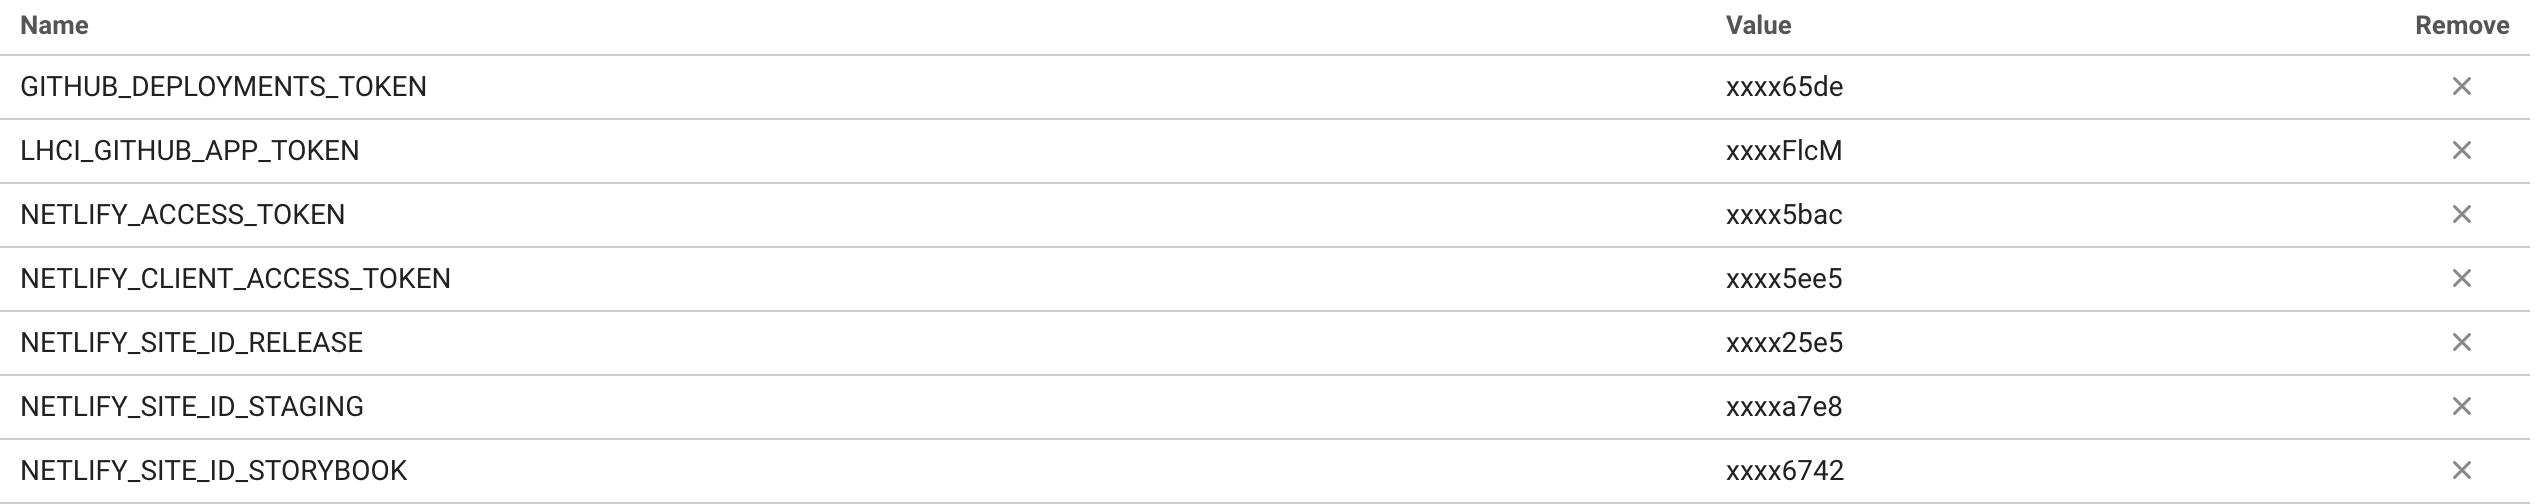 Name Value Remove
GITHUB_DEPLOYMENTS_TOKEN xxxx65de
LHCI_GITHUB_APP_TOKEN xxxxFlcM
NETLIFY_ACCESS_TOKEN xxxx5bac
NETLIFY_CLIENT_ACCESS_TOKEN xxxx5ee5
NETLIFY_SITE_ID_RELEASE xxxx25e5
NETLIFY_SITE_ID_STAGING xxxxa7e8
NETLIFY_SITE_ID_STORYBOOK xxxx6742